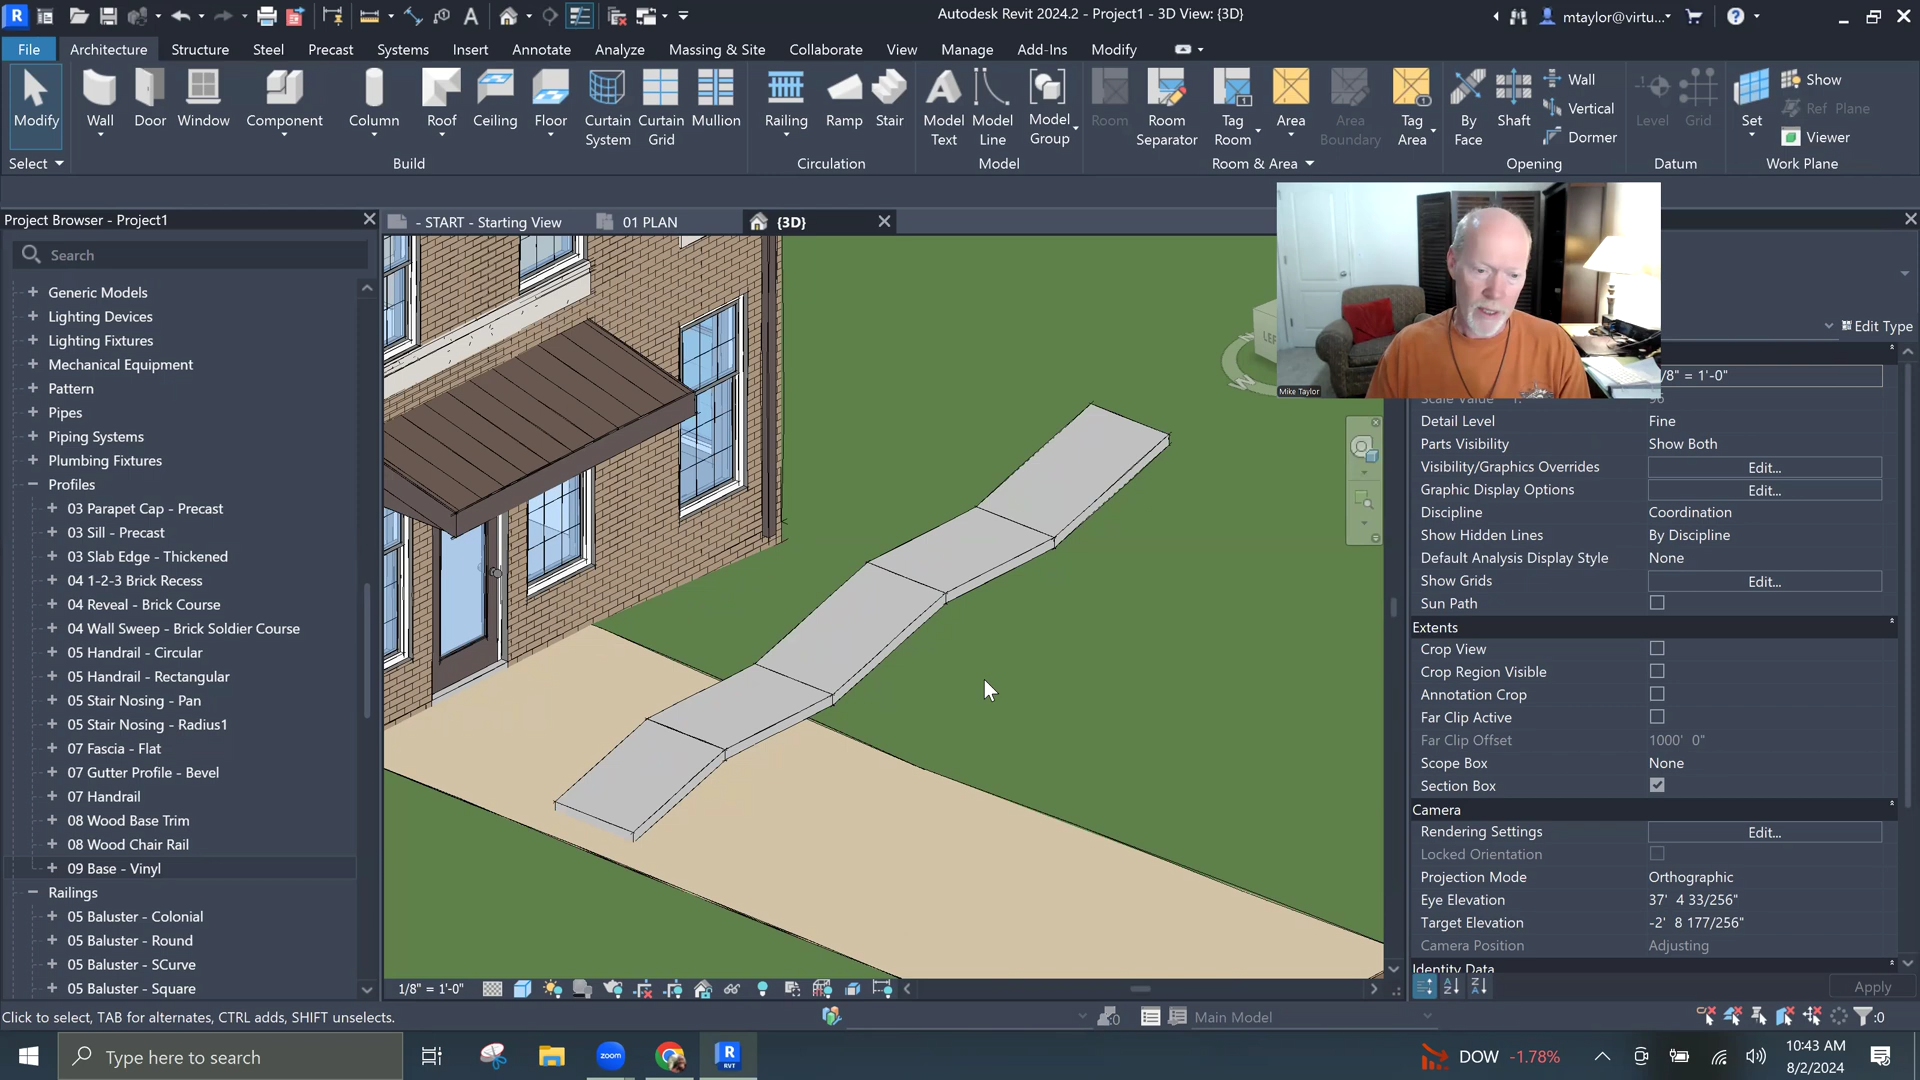 Autodesk Revit 2024.2 - Project1 - 3D View: {3D}
mtaylor@virtu...
File Architecture Structure Steel Precast Systems Insert Annotate Analyze Massing & Site Collaborate View Manage Add-Ins Modify
Modify Wall Door Window Component Column Roof Ceiling Floor Curtain System Curtain Grid Mullion Railing Ramp Stair Model Text Model Line Model Group Room Room Separator Tag Room Area Area Boundary Tag Area By Face Shaft Wall Vertical Dormer Level Grid Set Show Ref Plane Viewer
Select Build Circulation Model Room & Area Opening Datum Work Plane
Project Browser - Project1
- START - Starting View 01 PLAN {3D}
Search
Generic Models
Lighting Devices
Lighting Fixtures
Mechanical Equipment
Pattern
Pipes
Piping Systems
Plumbing Fixtures
Profiles
03 Parapet Cap - Precast
03 Sill - Precast
03 Slab Edge - Thickened
04 1-2-3 Brick Recess
04 Reveal - Brick Course
04 Wall Sweep - Brick Soldier Course
05 Handrail - Circular
05 Handrail - Rectangular
05 Stair Nosing - Pan
05 Stair Nosing - Radius1
07 Fascia - Flat
07 Gutter Profile - Bevel
07 Handrail
08 Wood Base Trim
08 Wood Chair Rail
09 Base - Vinyl
Railings
05 Baluster - Colonial
05 Baluster - Round
05 Baluster - SCurve
05 Baluster - Square
Mike Taylor
Edit Type
/8" = 1'-0"
Scale Value 1: 96
Detail Level Fine
Parts Visibility Show Both
Visibility/Graphics Overrides Edit...
Graphic Display Options Edit...
Discipline Coordination
Show Hidden Lines By Discipline
Default Analysis Display Style None
Show Grids Edit...
Sun Path
Extents
Crop View
Crop Region Visible
Annotation Crop
Far Clip Active
Far Clip Offset 1000' 0"
Scope Box None
Section Box
Camera
Rendering Settings Edit...
Locked Orientation
Projection Mode Orthographic
Eye Elevation 37' 4 33/256"
Target Elevation -2' 8 177/256"
Camera Position Adjusting
Identity Data
Apply
1/8" = 1'-0"
Click to select, TAB for alternates, CTRL adds, SHIFT unselects.
:0
Main Model
:0
Type here to search
zoom
R
RVT
DOW -1.78%
10:43 AM
8/2/2024